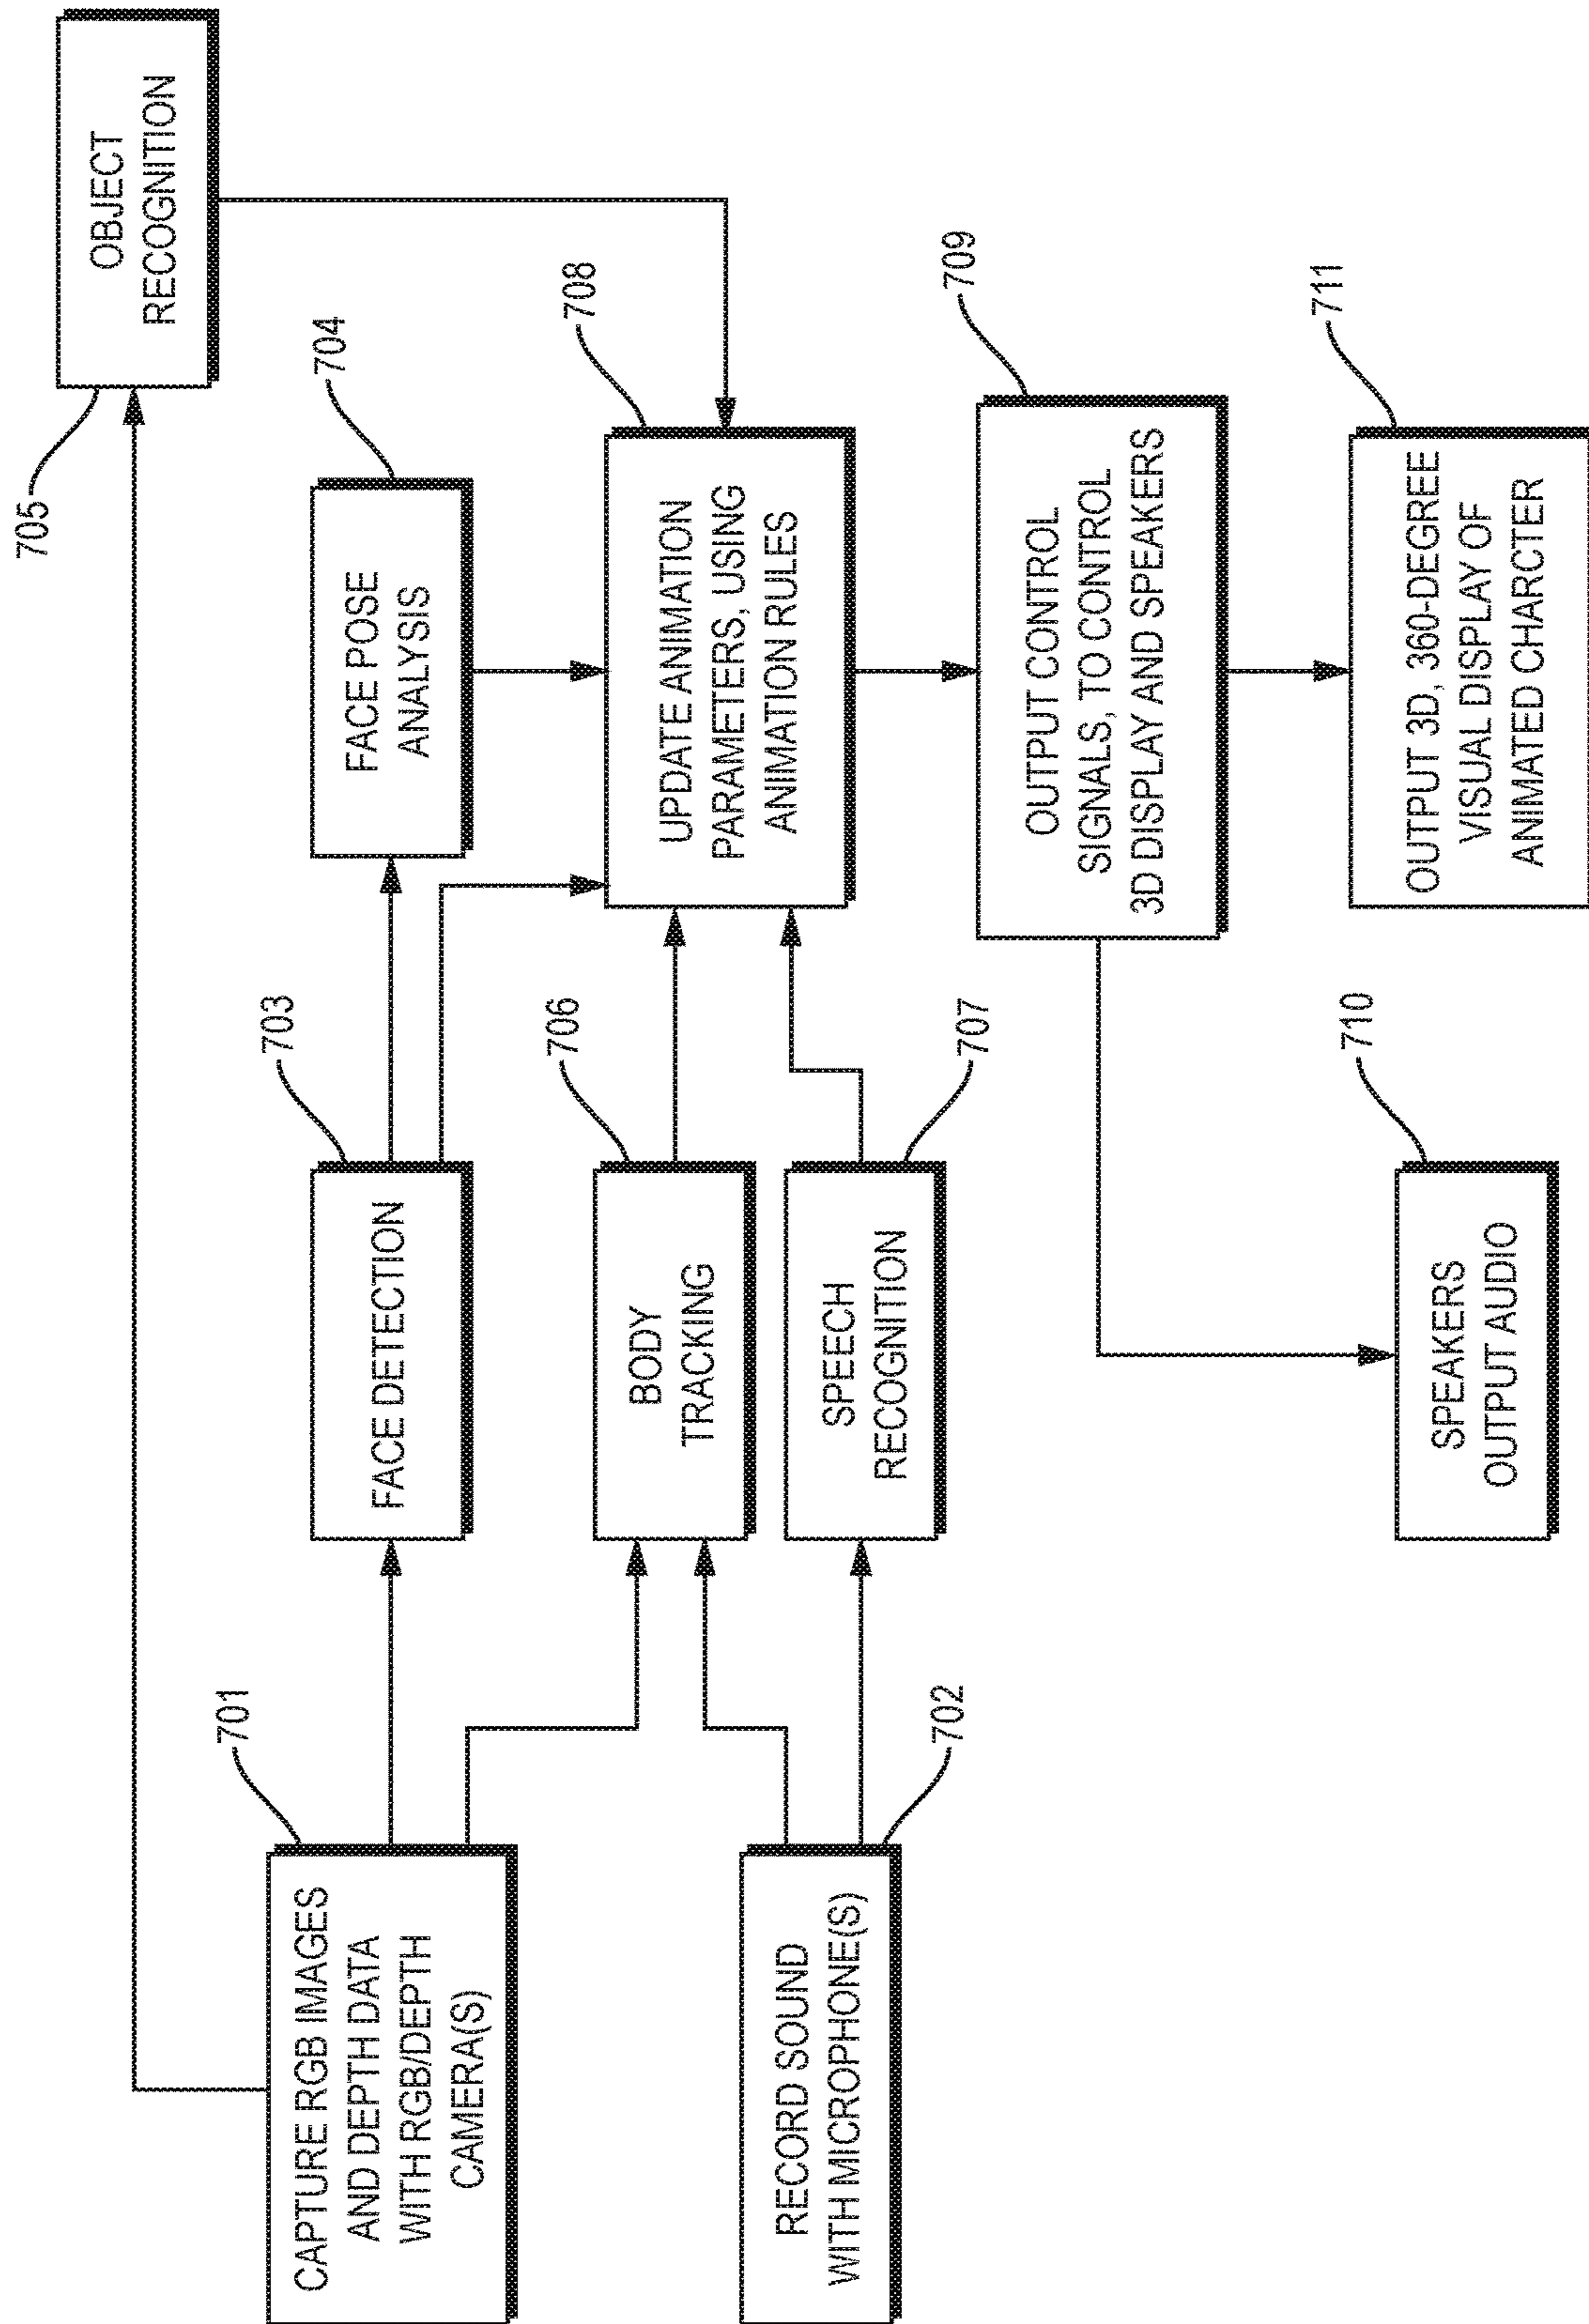 705
OBJECT
RECOGNITION
701
CAPTURE RGB IMAGES
AND DEPTH DATA
WITH RGB/DEPTH
CAMERA(S)
703
FACE DETECTION
704
FACE POSE
ANALYSIS
706
BODY
TRACKING
708
UPDATE ANIMATION
PARAMETERS, USING
ANIMATION RULES
702
RECORD SOUND
WITH MICROPHONE(S)
707
SPEECH
RECOGNITION
709
OUTPUT CONTROL
SIGNALS, TO CONTROL
3D DISPLAY AND SPEAKERS
710
SPEAKERS
OUTPUT AUDIO
711
OUTPUT 3D, 360-DEGREE
VISUAL DISPLAY OF
ANIMATED CHARCTER